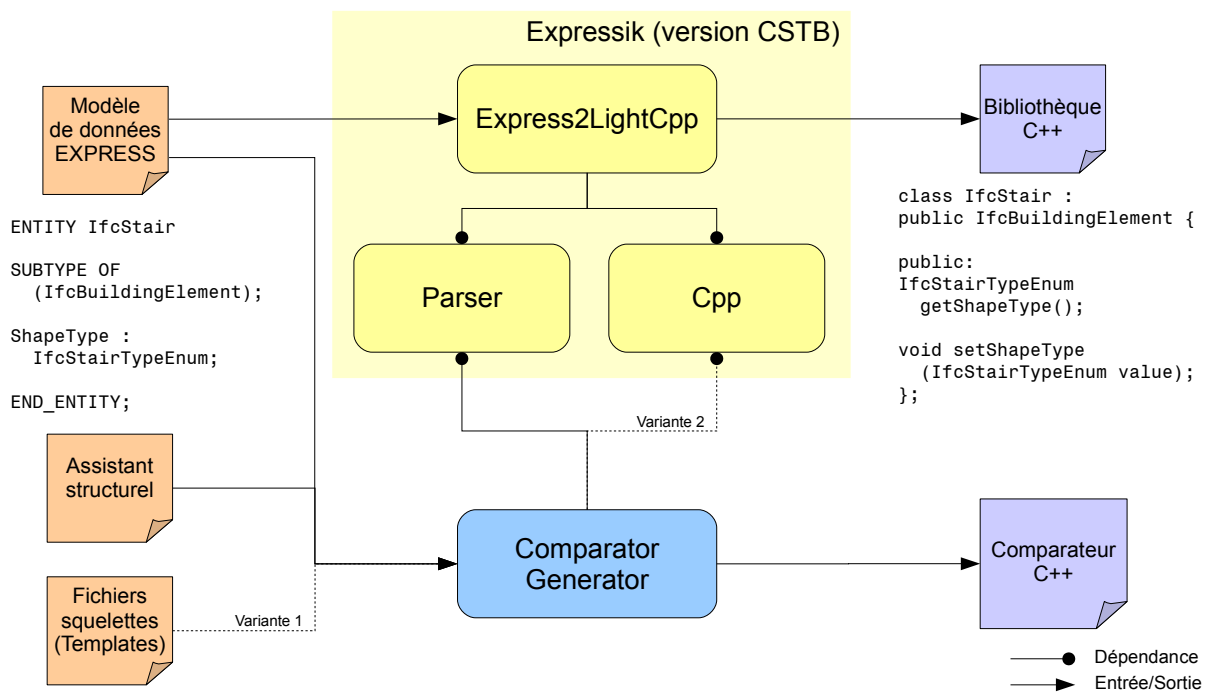 Expressik (version CSTB)
Modèle
de données
EXPRESS
Express2LightCpp
Bibliothèque
C++
ENTITY IfcStair
SUBTYPE OF
(IfcBuildingElement);
ShapeType :
IfcStairTypeEnum;
END_ENTITY;
Parser
Cpp
class IfcStair :
public IfcBuildingElement {
public:
IfcStairTypeEnum
getShapeType();
void setShapeType
(IfcStairTypeEnum value);
};
Variante 2
Assistant
structurel
Fichiers
squelettes
(Templates)
Variante 1
Comparator
Generator
Comparateur
C++
Dépendance
Entrée/Sortie